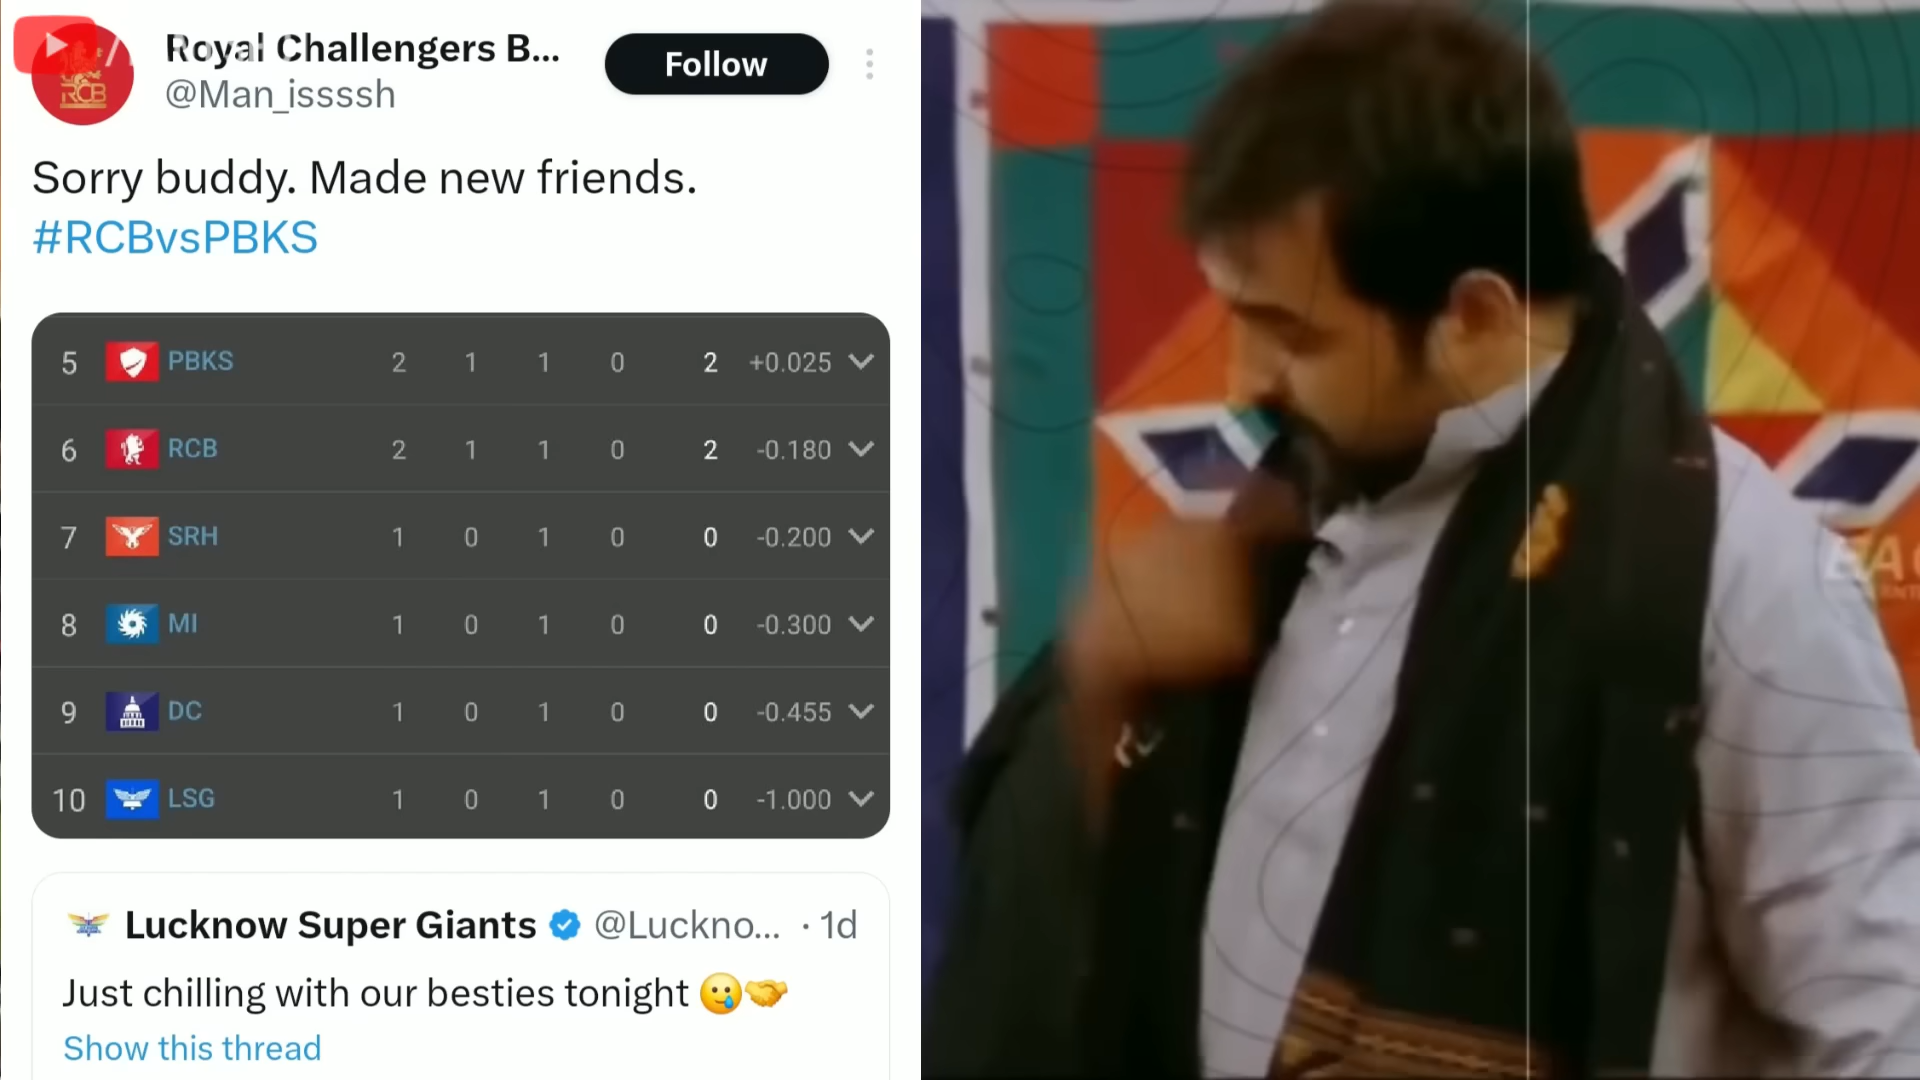 Royal Challengers B...
@Man_issssh
Follow
RCB
Sorry buddy. Made new friends.
#RCBvsPBKS
5 PBKS 2 1 1 0 2 +0.025
6 RCB 2 1 1 0 2 -0.180
7 SRH 1 0 1 0 0 -0.200
8 MI 1 0 1 0 0 -0.300
9 DC 1 0 1 0 0 -0.455
10 LSG 1 0 1 0 0 -1.000
Lucknow Super Giants @Luckno... · 1d
Just chilling with our besties tonight 🥲🤝
Show this thread